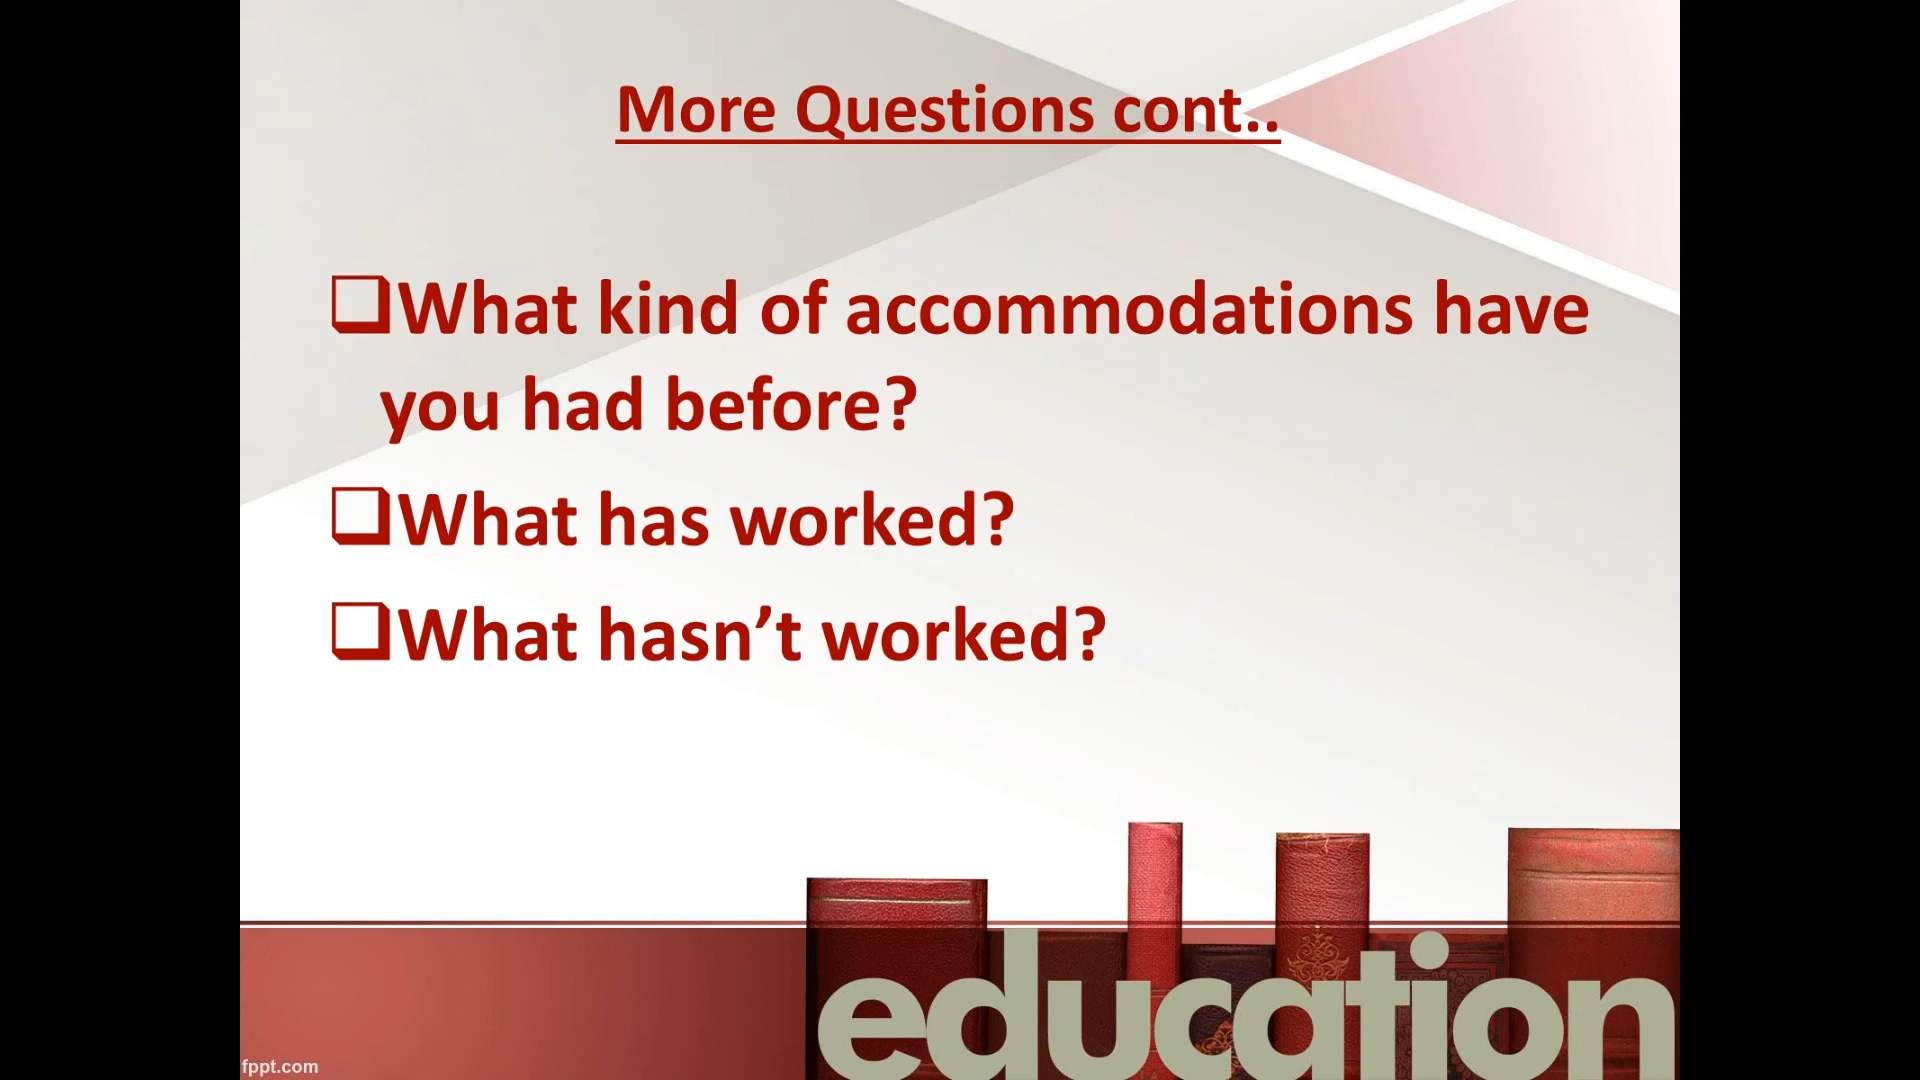 More Questions cont..
❑What kind of accommodations have
you had before?
❑What has worked?
❑What hasn’t worked?
education
fppt.com